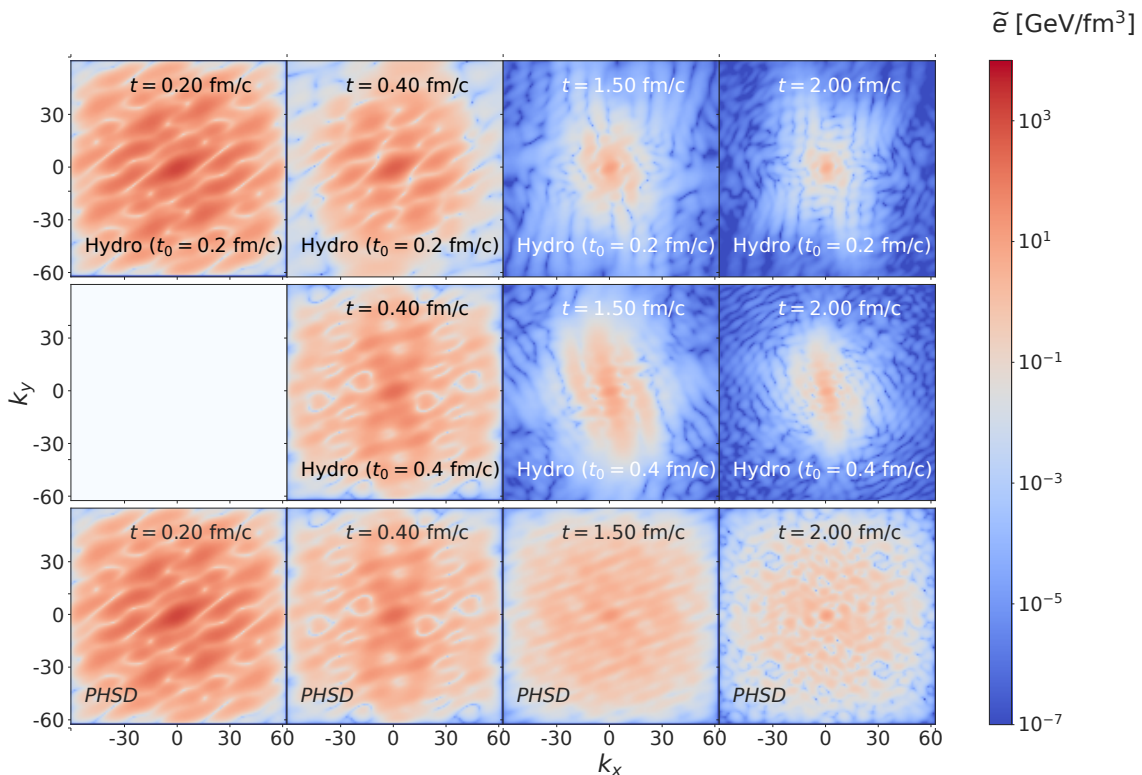 ẽ [GeV/fm³]
t = 0.20 fm/c
t = 0.40 fm/c
t = 1.50 fm/c
t = 2.00 fm/c
30
0
-30
-60
Hydro (t₀ = 0.2 fm/c)
Hydro (t₀ = 0.2 fm/c)
Hydro (t₀ = 0.2 fm/c)
Hydro (t₀ = 0.2 fm/c)
t = 0.40 fm/c
t = 1.50 fm/c
t = 2.00 fm/c
30
0
-30
-60
k_y
Hydro (t₀ = 0.4 fm/c)
Hydro (t₀ = 0.4 fm/c)
Hydro (t₀ = 0.4 fm/c)
t = 0.20 fm/c
t = 0.40 fm/c
t = 1.50 fm/c
t = 2.00 fm/c
30
0
-30
-60
PHSD
PHSD
PHSD
PHSD
-30 0 30 60 -30 0 30 60 -30 0 30 60 -30 0 30 60
k_x
10³
10¹
10⁻¹
10⁻³
10⁻⁵
10⁻⁷